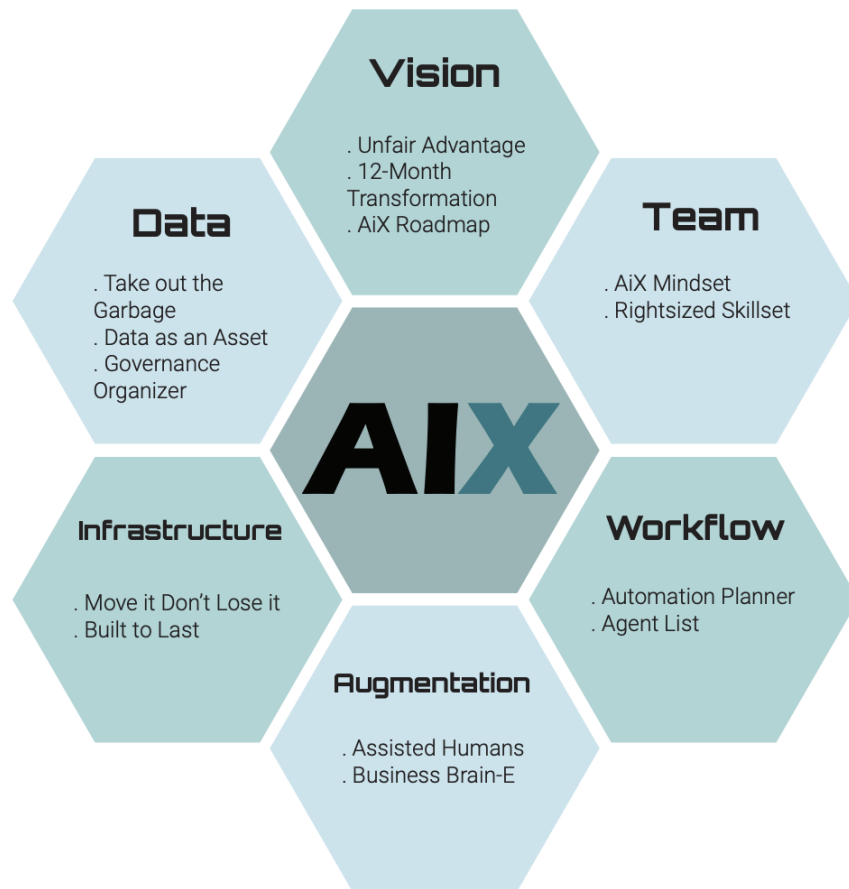 Vision
. Unfair Advantage
. 12-Month
Transformation
. AiX Roadmap
Data
. Take out the
Garbage
. Data as an Asset
. Governance
Organizer
Team
. AiX Mindset
. Rightsized Skillset
AIX
Infrastructure
. Move it Don’t Lose it
. Built to Last
Workflow
. Automation Planner
. Agent List
Augmentation
. Assisted Humans
. Business Brain-E